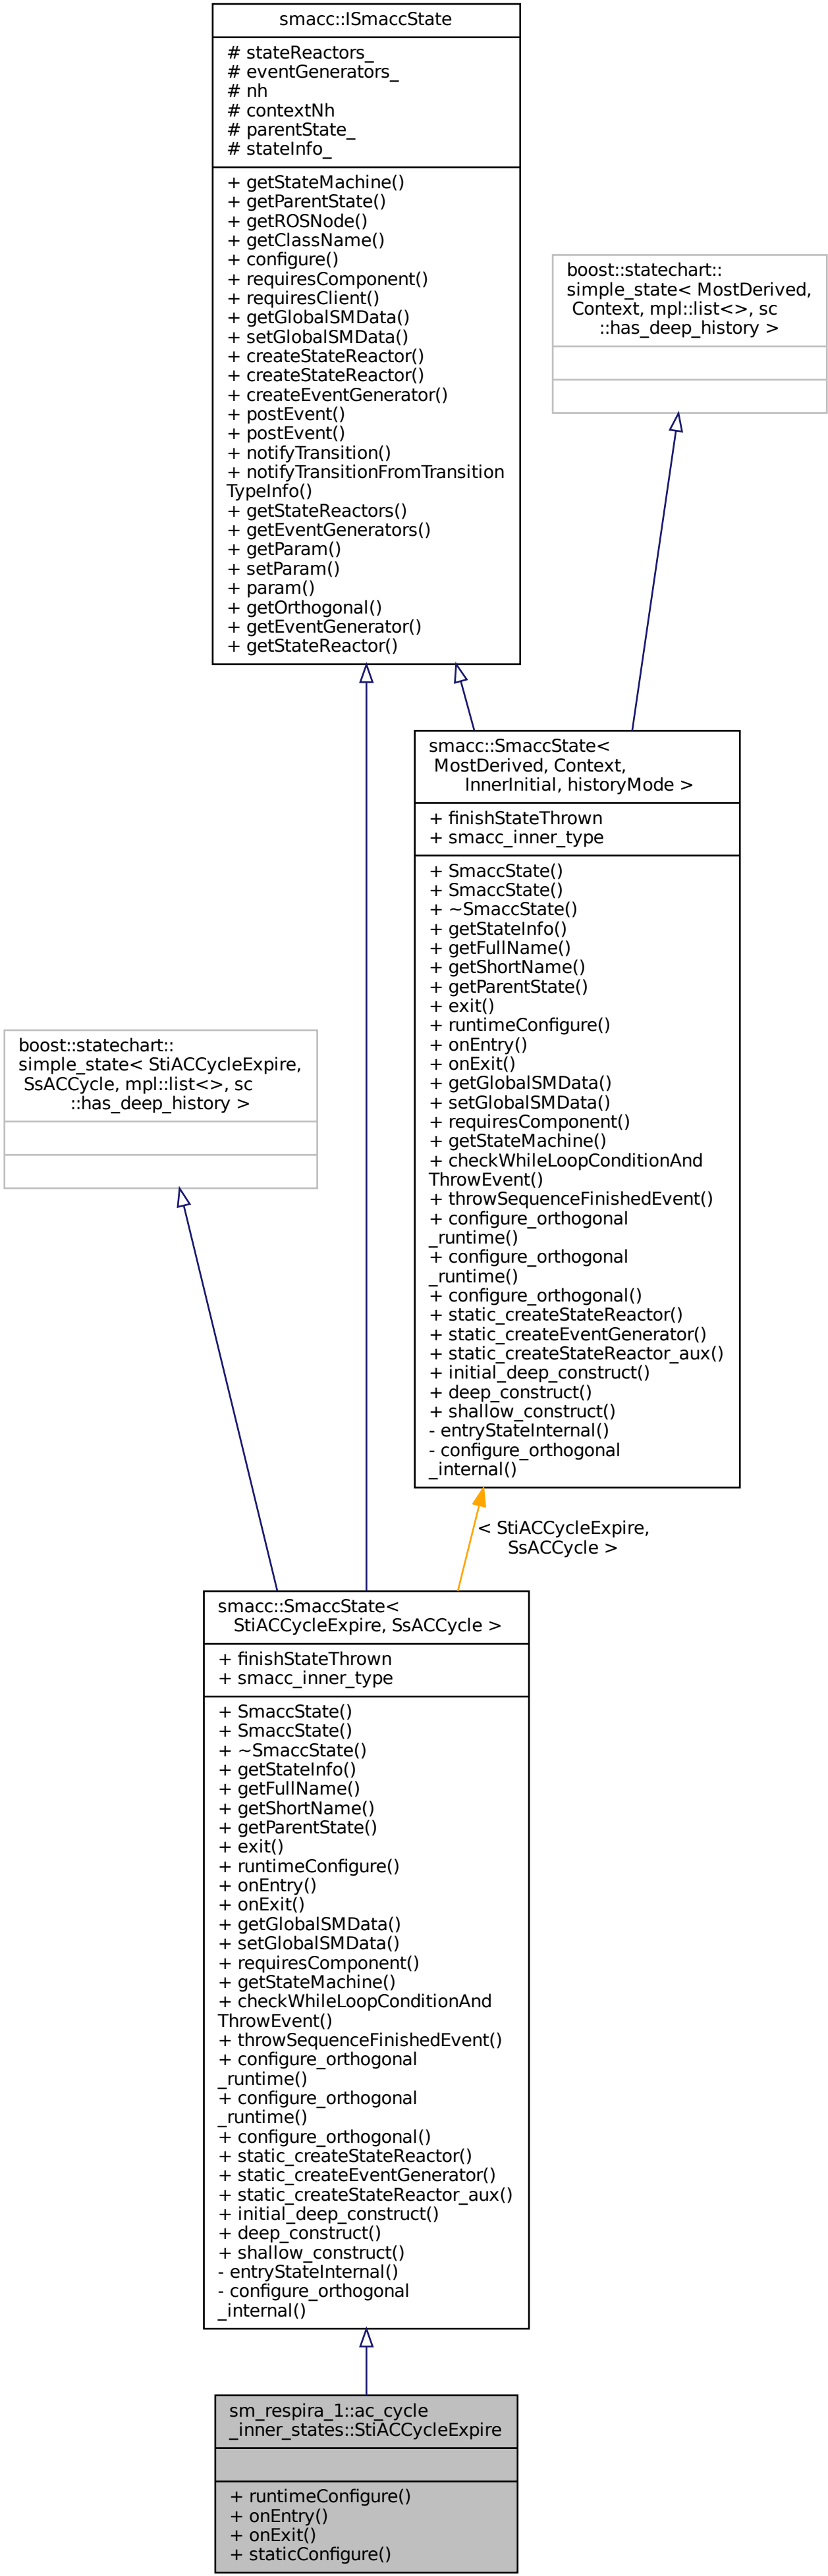 smacc::ISmaccState
# stateReactors_
# eventGenerators_
# nh
# contextNh
# parentState_
# stateInfo_
+ getStateMachine()
+ getParentState()
+ getROSNode()
+ getClassName()
+ configure()
+ requiresComponent()
+ requiresClient()
+ getGlobalSMData()
+ setGlobalSMData()
+ createStateReactor()
+ createStateReactor()
+ createEventGenerator()
+ postEvent()
+ postEvent()
+ notifyTransition()
+ notifyTransitionFromTransition
TypeInfo()
+ getStateReactors()
+ getEventGenerators()
+ getParam()
+ setParam()
+ param()
+ getOrthogonal()
+ getEventGenerator()
+ getStateReactor()
boost::statechart::
simple_state< MostDerived,
Context, mpl::list<>, sc
::has_deep_history >
smacc::SmaccState<
MostDerived, Context,
InnerInitial, historyMode >
+ finishStateThrown
+ smacc_inner_type
+ SmaccState()
+ SmaccState()
+ ~SmaccState()
+ getStateInfo()
+ getFullName()
+ getShortName()
+ getParentState()
+ exit()
+ runtimeConfigure()
+ onEntry()
+ onExit()
+ getGlobalSMData()
+ setGlobalSMData()
+ requiresComponent()
+ getStateMachine()
+ checkWhileLoopConditionAnd
ThrowEvent()
+ throwSequenceFinishedEvent()
+ configure_orthogonal
_runtime()
+ configure_orthogonal
_runtime()
+ configure_orthogonal()
+ static_createStateReactor()
+ static_createEventGenerator()
+ static_createStateReactor_aux()
+ initial_deep_construct()
+ deep_construct()
+ shallow_construct()
- entryStateInternal()
- configure_orthogonal
_internal()
boost::statechart::
simple_state< StiACCycleExpire,
SsACCycle, mpl::list<>, sc
::has_deep_history >
< StiACCycleExpire,
SsACCycle >
smacc::SmaccState<
StiACCycleExpire, SsACCycle >
+ finishStateThrown
+ smacc_inner_type
+ SmaccState()
+ SmaccState()
+ ~SmaccState()
+ getStateInfo()
+ getFullName()
+ getShortName()
+ getParentState()
+ exit()
+ runtimeConfigure()
+ onEntry()
+ onExit()
+ getGlobalSMData()
+ setGlobalSMData()
+ requiresComponent()
+ getStateMachine()
+ checkWhileLoopConditionAnd
ThrowEvent()
+ throwSequenceFinishedEvent()
+ configure_orthogonal
_runtime()
+ configure_orthogonal
_runtime()
+ configure_orthogonal()
+ static_createStateReactor()
+ static_createEventGenerator()
+ static_createStateReactor_aux()
+ initial_deep_construct()
+ deep_construct()
+ shallow_construct()
- entryStateInternal()
- configure_orthogonal
_internal()
sm_respira_1::ac_cycle
_inner_states::StiACCycleExpire
+ runtimeConfigure()
+ onEntry()
+ onExit()
+ staticConfigure()